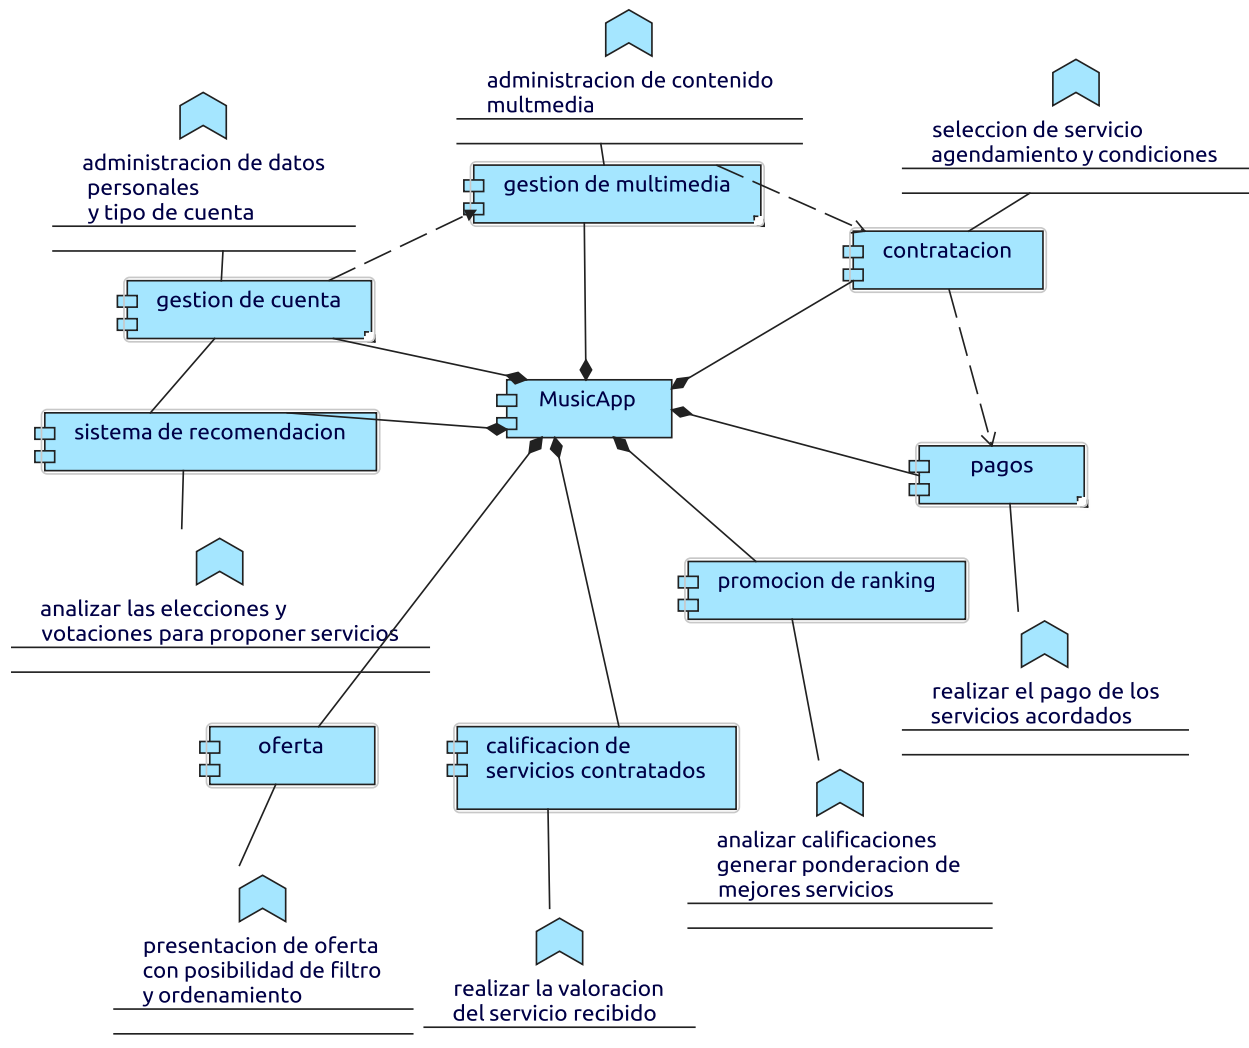 administracion de contenido
multmedia
seleccion de servicio
agendamiento y condiciones
administracion de datos
personales
y tipo de cuenta
gestion de multimedia
contratacion
gestion de cuenta
MusicApp
sistema de recomendacion
pagos
promocion de ranking
analizar las elecciones y
votaciones para proponer servicios
realizar el pago de los
servicios acordados
oferta
calificacion de
servicios contratados
analizar calificaciones
generar ponderacion de
mejores servicios
presentacion de oferta
con posibilidad de filtro
y ordenamiento
realizar la valoracion
del servicio recibido